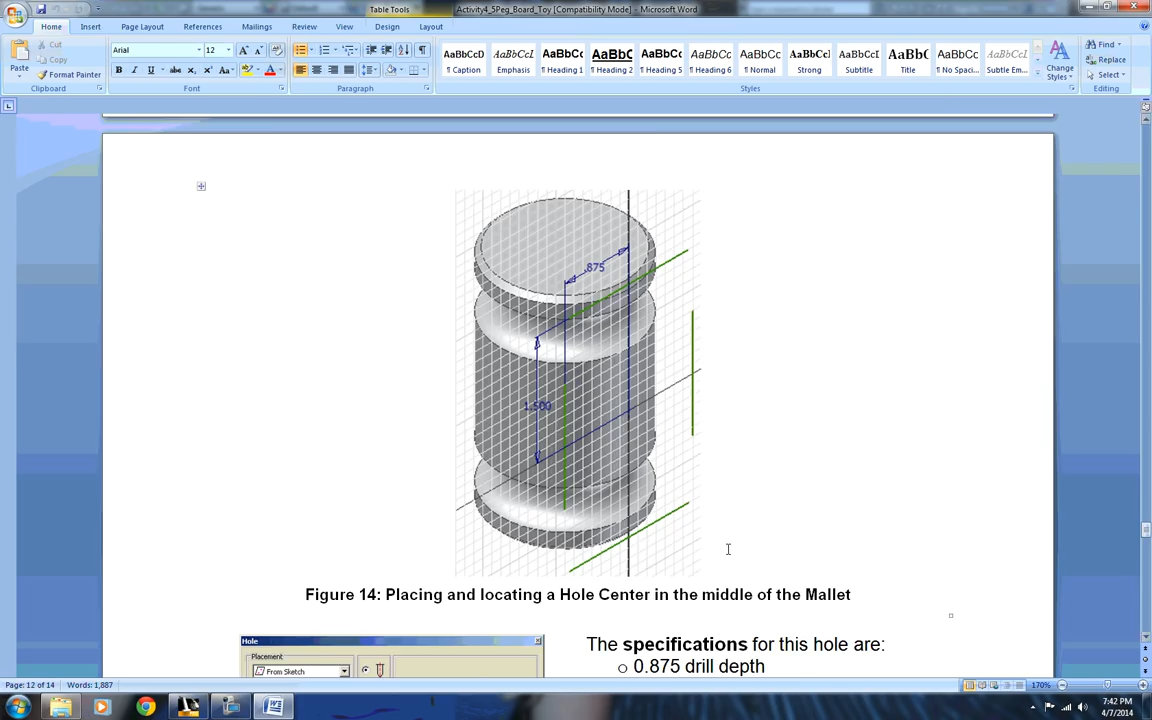 Table Tools
Activity4_5Peg_Board_Toy [Compatibility Mode] - Microsoft Word
Home Insert Page Layout References Mailings Review View Design Layout
Paste
Cut
Copy
Format Painter
Clipboard
Arial 12
Font
Paragraph
AaBbCcD AaBbCcI AaBbCc AaBbC AaBbCc AaBbCcI AaBbCc AaBbCcI AaBbCcI AaBbC AaBbCc AaBbCcI
¶ Caption Emphasis ¶ Heading 1 ¶ Heading 2 ¶ Heading 5 ¶ Heading 6 ¶ Normal Strong Subtitle Title ¶ No Spaci... Subtle Em...
Change Styles
Styles
Find
Replace
Select
Editing
.875
1.500
Figure 14: Placing and locating a Hole Center in the middle of the Mallet
Hole
Placement
From Sketch
The specifications for this hole are:
o 0.875 drill depth
Page: 12 of 14 Words: 1,887
170%
7:42 PM
4/7/2014